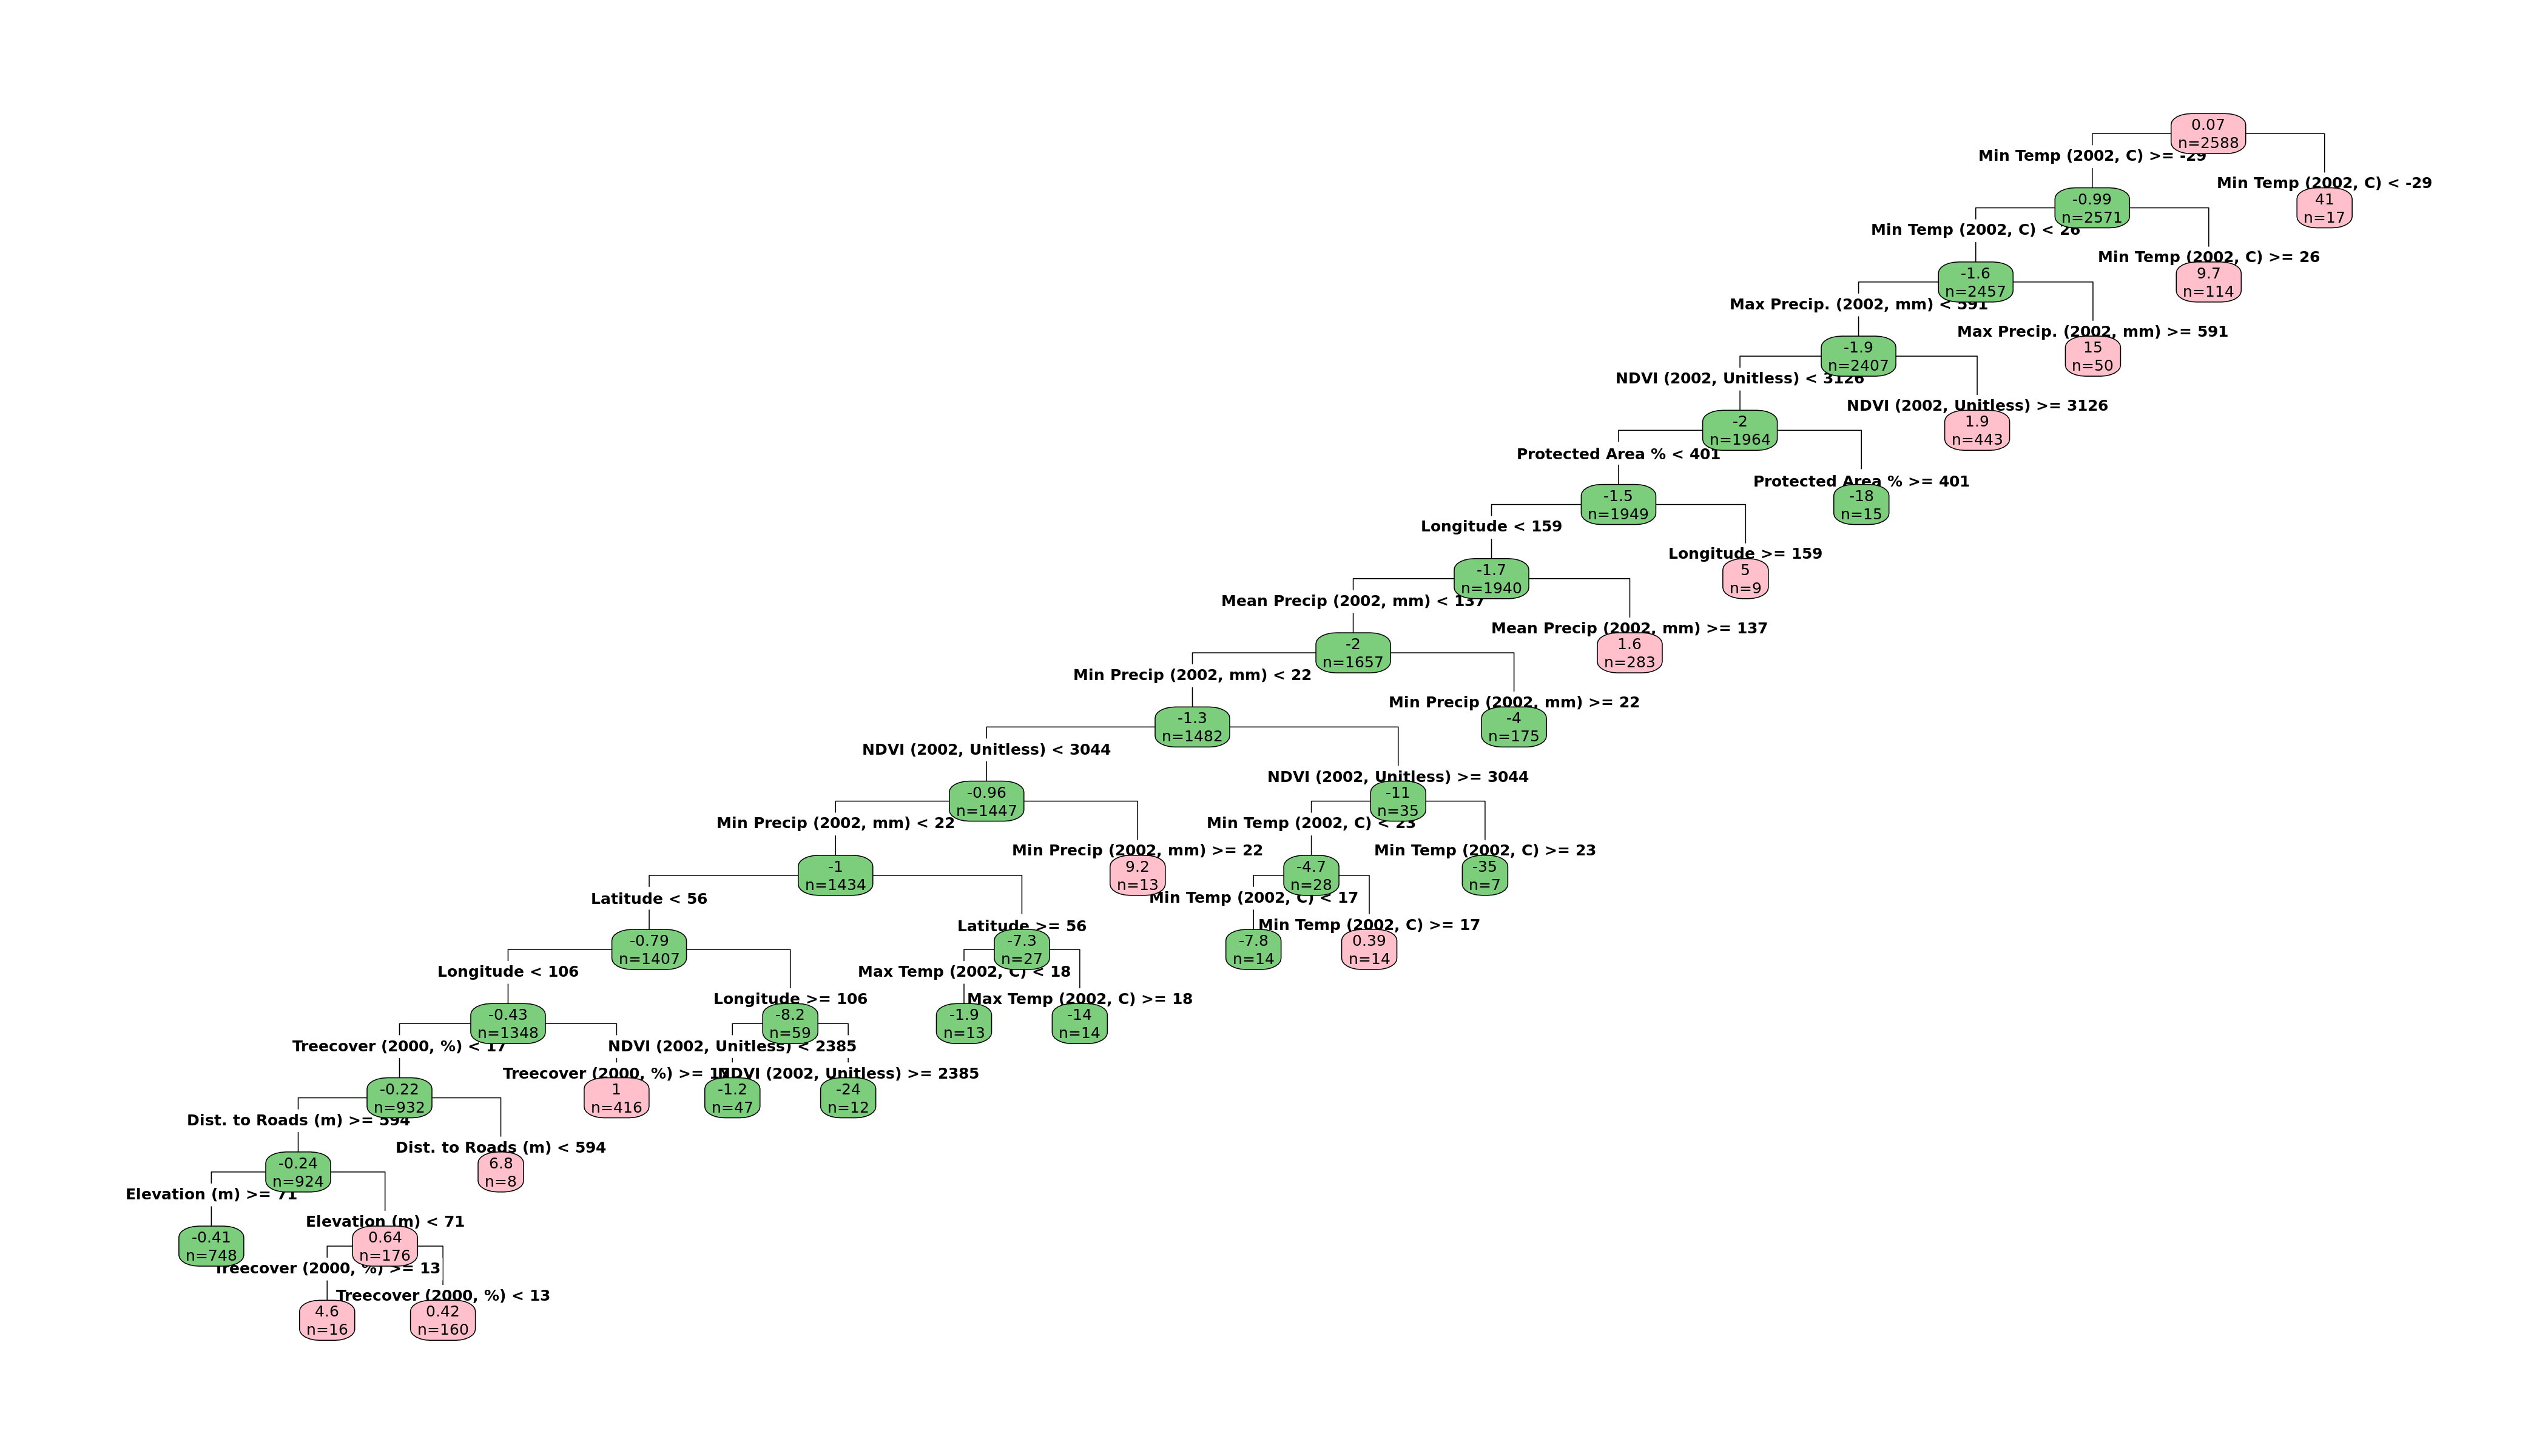 0.07
n=2588
Min Temp (2002, C) >= -29
Min Temp (2002, C) < -29
-0.99
n=2571
41
n=17
Min Temp (2002, C) < 26
Min Temp (2002, C) >= 26
-1.6
n=2457
9.7
n=114
Max Precip. (2002, mm) < 591
Max Precip. (2002, mm) >= 591
-1.9
n=2407
15
n=50
NDVI (2002, Unitless) < 3126
NDVI (2002, Unitless) >= 3126
-2
n=1964
1.9
n=443
Protected Area % < 401
Protected Area % >= 401
-1.5
n=1949
-18
n=15
Longitude < 159
Longitude >= 159
-1.7
n=1940
5
n=9
Mean Precip (2002, mm) < 137
Mean Precip (2002, mm) >= 137
-2
n=1657
1.6
n=283
Min Precip (2002, mm) < 22
Min Precip (2002, mm) >= 22
-1.3
n=1482
-4
n=175
NDVI (2002, Unitless) < 3044
NDVI (2002, Unitless) >= 3044
-0.96
n=1447
-11
n=35
Min Precip (2002, mm) < 22
Min Precip (2002, mm) >= 22
Min Temp (2002, C) < 23
Min Temp (2002, C) >= 23
-1
n=1434
9.2
n=13
-4.7
n=28
-35
n=7
Latitude < 56
Latitude >= 56
Min Temp (2002, C) < 17
Min Temp (2002, C) >= 17
-0.79
n=1407
-7.3
n=27
-7.8
n=14
0.39
n=14
Longitude < 106
Longitude >= 106
Max Temp (2002, C) < 18
Max Temp (2002, C) >= 18
-0.43
n=1348
-8.2
n=59
-1.9
n=13
-14
n=14
Treecover (2000, %) < 17
Treecover (2000, %) >= 17
NDVI (2002, Unitless) < 2385
NDVI (2002, Unitless) >= 2385
-0.22
n=932
1
n=416
-1.2
n=47
-24
n=12
Dist. to Roads (m) >= 594
Dist. to Roads (m) < 594
-0.24
n=924
6.8
n=8
Elevation (m) >= 71
Elevation (m) < 71
-0.41
n=748
0.64
n=176
Treecover (2000, %) >= 13
Treecover (2000, %) < 13
4.6
n=16
0.42
n=160